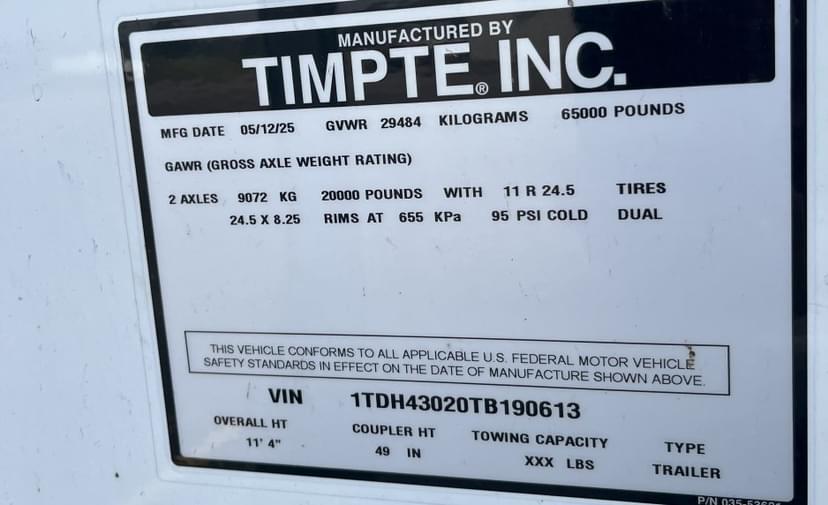 MANUFACTURED BY
TIMPTE® INC.
MFG DATE 05/12/25 GVWR 29484 KILOGRAMS 65000 POUNDS
GAWR (GROSS AXLE WEIGHT RATING)
2 AXLES 9072 KG 20000 POUNDS WITH 11 R 24.5 TIRES
24.5 X 8.25 RIMS AT 655 KPa 95 PSI COLD DUAL
THIS VEHICLE CONFORMS TO ALL APPLICABLE U.S. FEDERAL MOTOR VEHICLE
SAFETY STANDARDS IN EFFECT ON THE DATE OF MANUFACTURE SHOWN ABOVE.
VIN 1TDH43020TB190613
OVERALL HT COUPLER HT TOWING CAPACITY TYPE
11' 4" 49 IN XXX LBS TRAILER
P/N